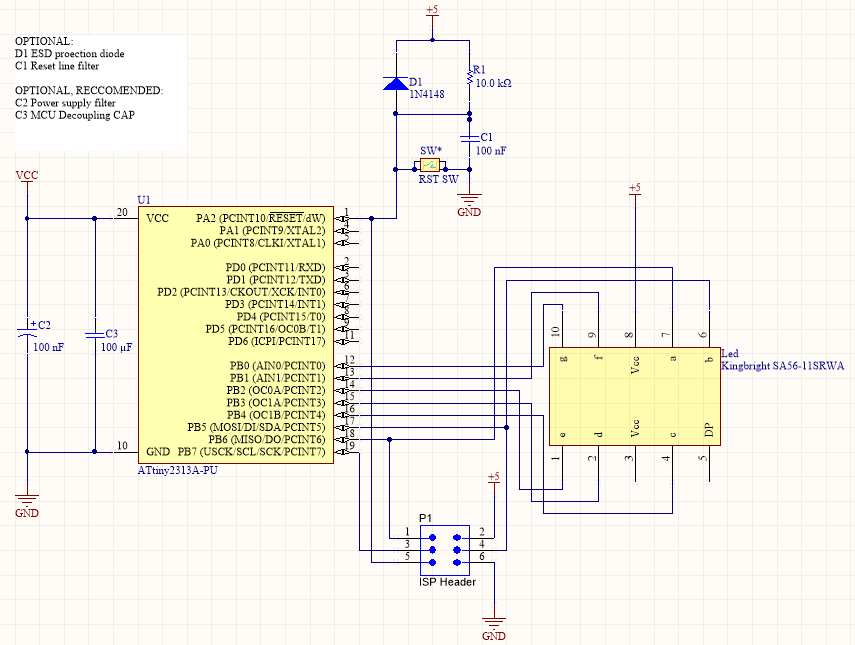 OPTIONAL:
D1 ESD proection diode
C1 Reset line filter
OPTIONAL, RECCOMENDED:
C2 Power supply filter
C3 MCU Decoupling CAP
+5
D1
1N4148
R1
10.0 kΩ
C1
100 nF
SW*
RST SW
GND
VCC
U1
20
VCC
PA2 (PCINT10/RESET/dW)
1
PA1 (PCINT9/XTAL2)
4
PA0 (PCINT8/CLKI/XTAL1)
5
PD0 (PCINT11/RXD)
2
PD1 (PCINT12/TXD)
3
PD2 (PCINT13/CKOUT/XCK/INT0)
6
PD3 (PCINT14/INT1)
7
PD4 (PCINT15/T0)
8
PD5 (PCINT16/OC0B/T1)
9
PD6 (ICPI/PCINT17)
11
PB0 (AIN0/PCINT0)
12
PB1 (AIN1/PCINT1)
13
PB2 (OC0A/PCINT2)
14
PB3 (OC1A/PCINT3)
15
PB4 (OC1B/PCINT4)
16
PB5 (MOSI/DI/SDA/PCINT5)
17
PB6 (MISO/DO/PCINT6)
18
10
GND
PB7 (USCK/SCL/SCK/PCINT7)
19
ATtiny2313A-PU
+
C2
100 nF
C3
100 µF
GND
+5
10
9
8
7
6
g
f
Vcc
a
b
Led
Kingbright SA56-11SRWA
e
d
Vcc
c
DP
1
2
3
4
5
+5
P1
1
2
3
4
5
6
ISP Header
GND